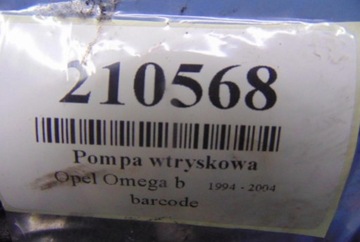 210568
Pompa wtryskowa
Opel Omega b 1994 - 2004
barcode